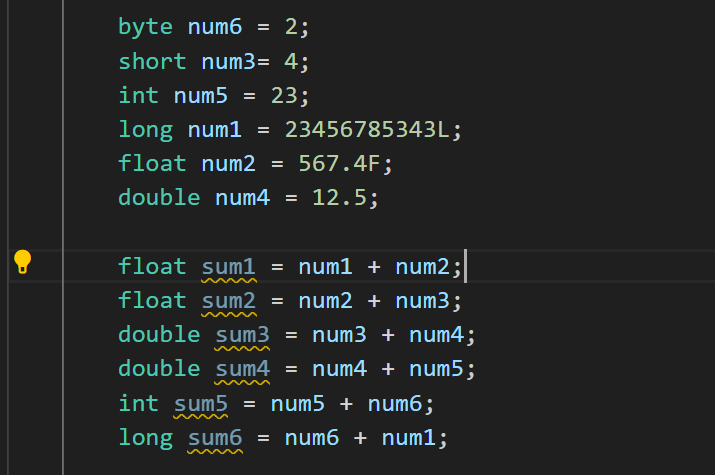 byte num6 = 2;
short num3= 4;
int num5 = 23;
long num1 = 23456785343L;
float num2 = 567.4F;
double num4 = 12.5;
float sum1 = num1 + num2;
float sum2 = num2 + num3;
double sum3 = num3 + num4;
double sum4 = num4 + num5;
int sum5 = num5 + num6;
long sum6 = num6 + num1;